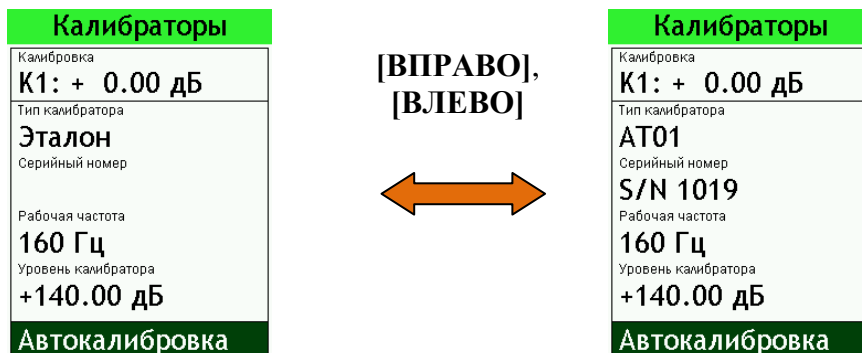 Калибраторы
Калибровка
К1: + 0.00 дБ
Тип калибратора
Эталон
Серийный номер
Рабочая частота
160 Гц
Уровень калибратора
+140.00 дБ
Автокалибровка
[ВПРАВО],
[ВЛЕВО]
Калибраторы
Калибровка
К1: + 0.00 дБ
Тип калибратора
АТ01
Серийный номер
S/N 1019
Рабочая частота
160 Гц
Уровень калибратора
+140.00 дБ
Автокалибровка